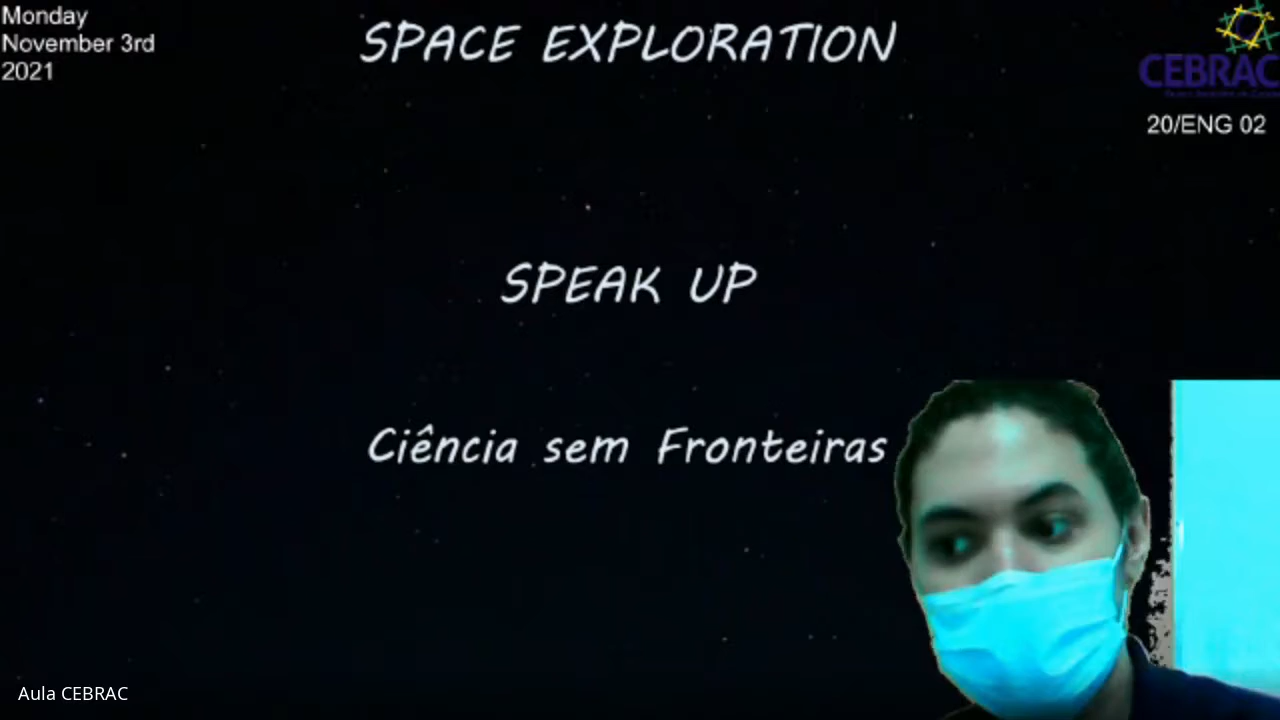 Monday
November 3rd
2021
SPACE EXPLORATION
CEBRAC
20/ENG 02
SPEAK UP
Ciência sem Fronteiras
Aula CEBRAC